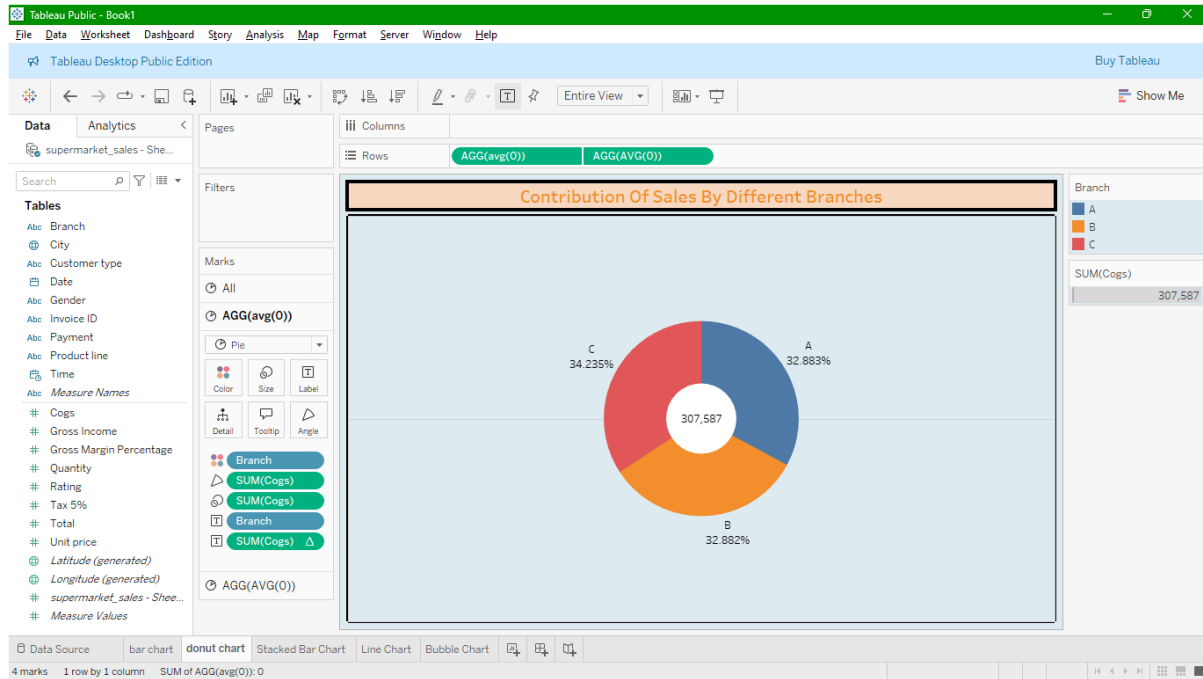 Tableau Public - Book1
File Data Worksheet Dashboard Story Analysis Map Format Server Window Help
Tableau Desktop Public Edition
Buy Tableau
Entire View
Show Me
Data
Analytics
supermarket_sales - She...
Search
Tables
Abc Branch
City
Abc Customer type
Date
Abc Gender
Abc Invoice ID
Abc Payment
Abc Product line
Time
Abc Measure Names
# Cogs
# Gross Income
# Gross Margin Percentage
# Quantity
# Rating
# Tax 5%
# Total
# Unit price
Latitude (generated)
Longitude (generated)
# supermarket_sales - Shee...
# Measure Values
Pages
Filters
Marks
All
AGG(avg(0))
Pie
Color Size Label
Detail Tooltip Angle
Branch
SUM(Cogs)
SUM(Cogs)
Branch
SUM(Cogs) Δ
AGG(AVG(0))
Columns
Rows
AGG(avg(0)) AGG(AVG(0))
Contribution Of Sales By Different Branches
C
34.235%
A
32.883%
307,587
B
32.882%
Branch
A
B
C
SUM(Cogs)
307,587
Data Source bar chart donut chart Stacked Bar Chart Line Chart Bubble Chart
4 marks 1 row by 1 column SUM of AGG(avg(0)): 0